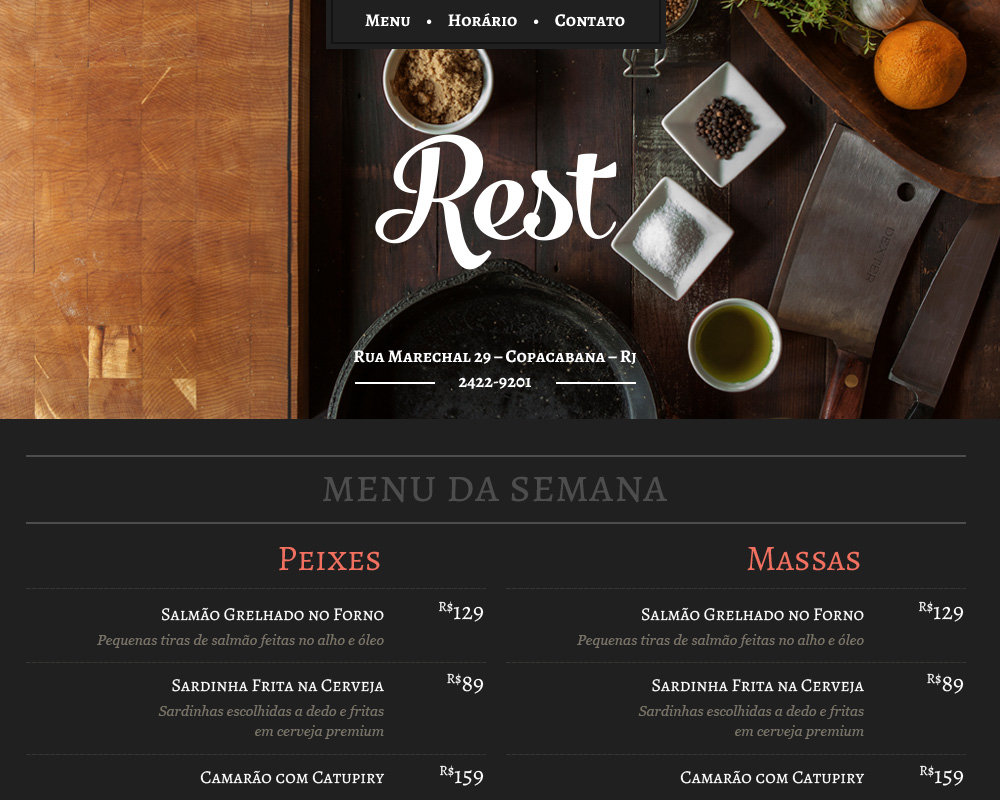 Menu • Horário • Contato
DEXTER
Rest
Rua Marechal 29 – Copacabana – Rj
2422-9201
MENU DA SEMANA
Peixes
Salmão Grelhado no Forno R$129
Pequenas tiras de salmão feitas no alho e óleo
Sardinha Frita na Cerveja R$89
Sardinhas escolhidas a dedo e fritas
em cerveja premium
Camarão com Catupiry R$159
Massas
Salmão Grelhado no Forno R$129
Pequenas tiras de salmão feitas no alho e óleo
Sardinha Frita na Cerveja R$89
Sardinhas escolhidas a dedo e fritas
em cerveja premium
Camarão com Catupiry R$159